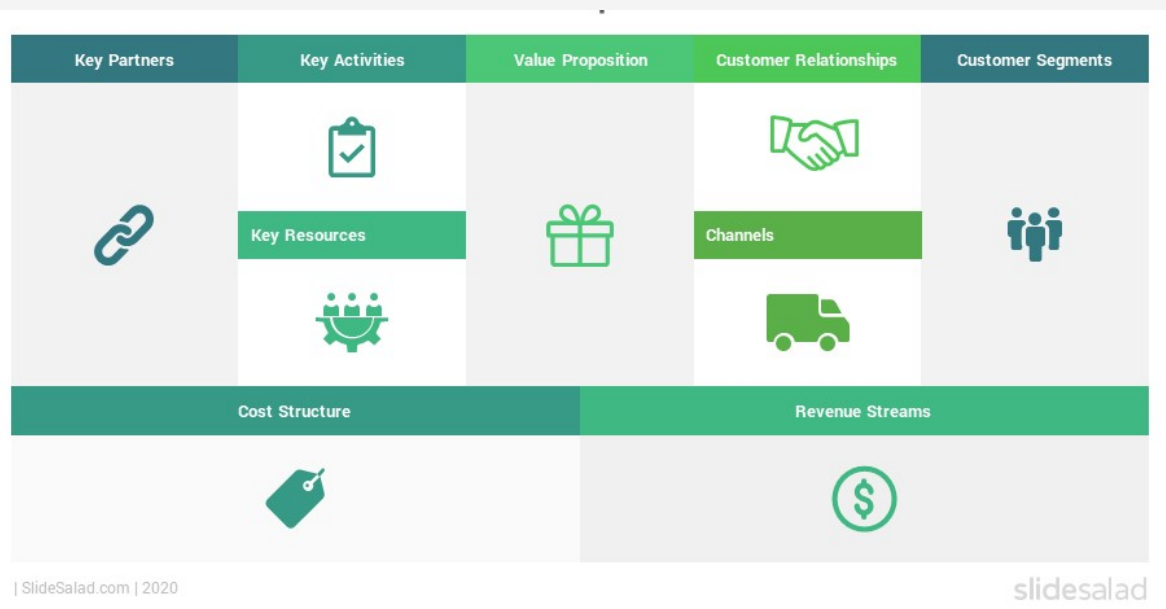 Key Partners
Key Activities
Value Proposition
Customer Relationships
Customer Segments
Key Resources
Channels
Cost Structure
Revenue Streams
| SlideSalad.com | 2020
slidesalad